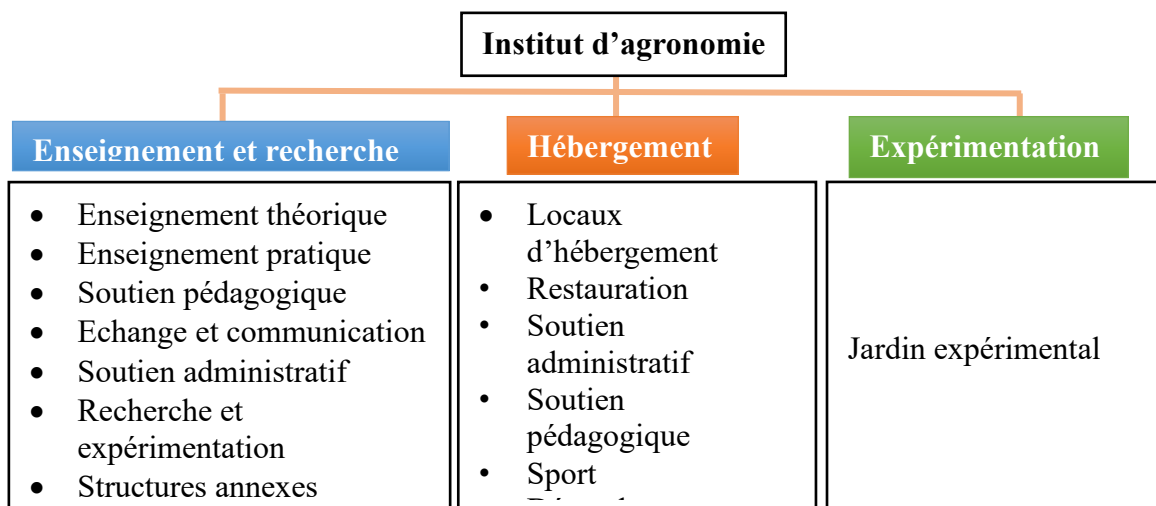 Institut d’agronomie
Enseignement et recherche
Hébergement
Expérimentation
• Enseignement théorique
• Enseignement pratique
• Soutien pédagogique
• Echange et communication
• Soutien administratif
• Recherche et
expérimentation
• Structures annexes
• Locaux
d’hébergement
• Restauration
• Soutien
administratif
• Soutien
pédagogique
• Sport
Jardin expérimental